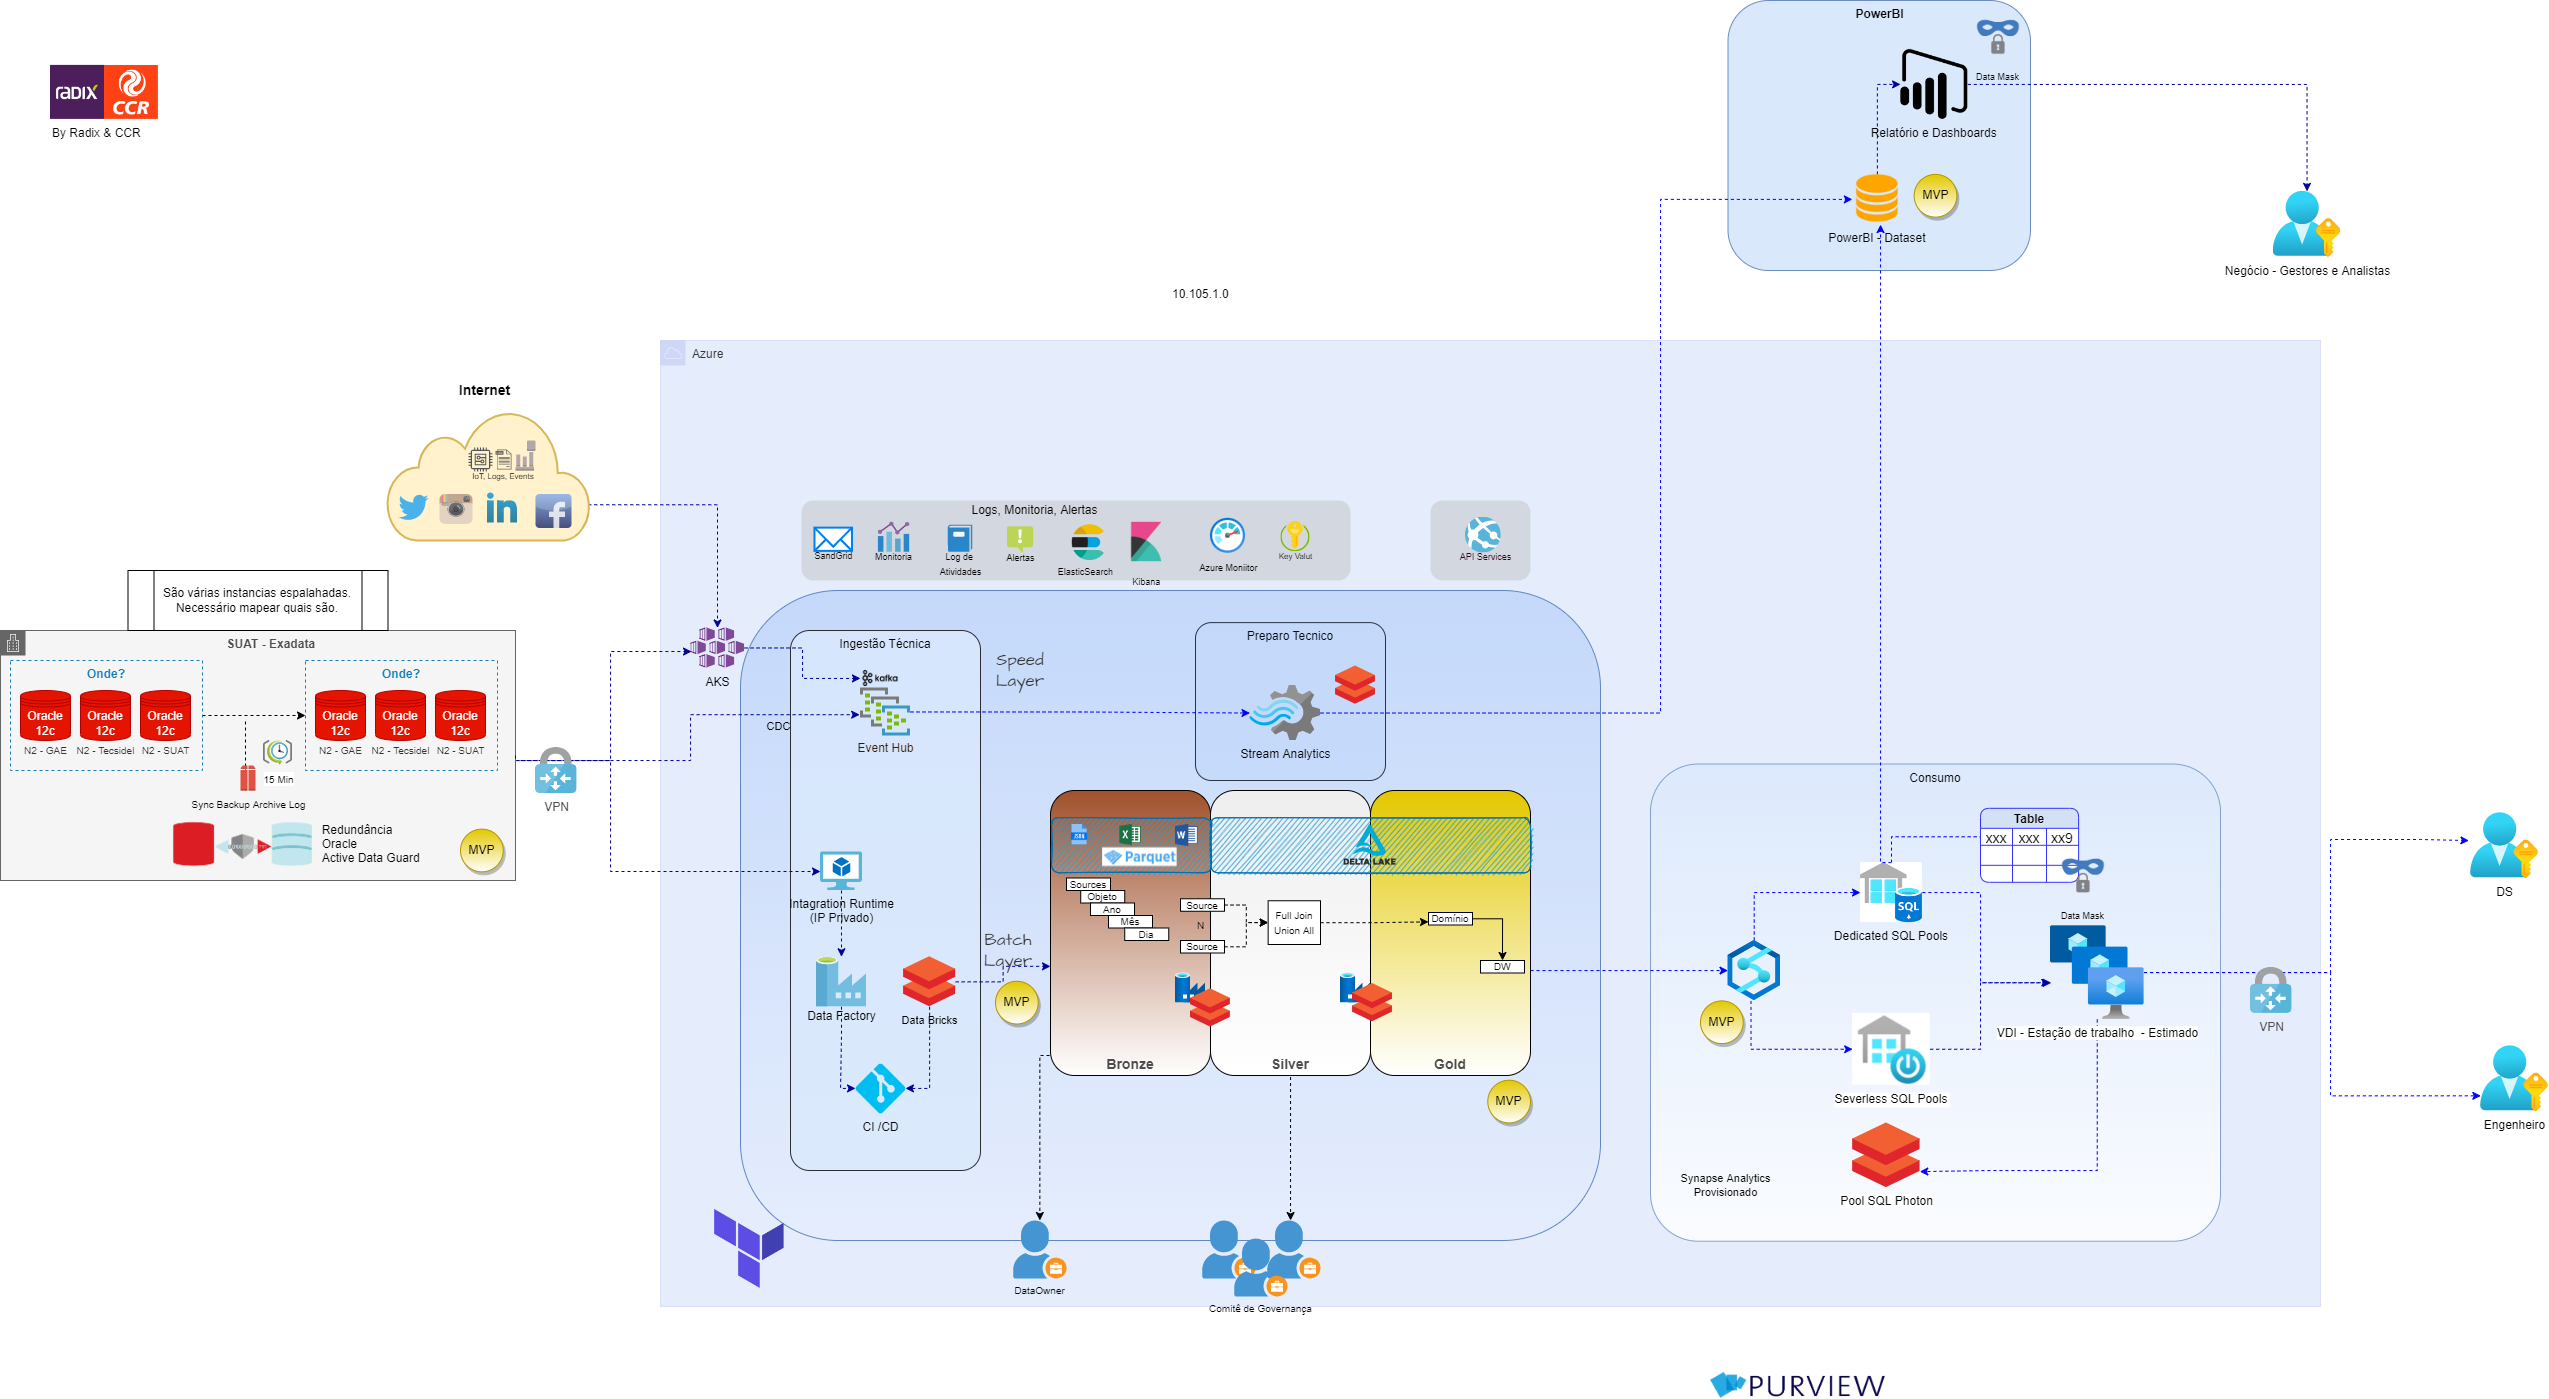 PowerBI
Data Mask
Relatório e Dashboards
MVP
PowerBI - Dataset
Negócio - Gestores e Analistas
radix
CCR
By Radix & CCR
10.105.1.0
Azure
Internet
IoT, Logs, Events
in
f
Logs, Monitoria, Alertas
SandGrid
Monitoria
Log de
Atividades
Alertas
ElasticSearch
Kibana
Azure Moniitor
Key Valut
API Services
São várias instancias espalahadas.
Necessário mapear quais são.
SUAT - Exadata
Onde?
Oracle
12c
Oracle
12c
Oracle
12c
N2 - GAE
N2 - Tecsidel
N2 - SUAT
Onde?
Oracle
12c
Oracle
12c
Oracle
12c
N2 - GAE
N2 - Tecsidel
N2 - SUAT
15 Min
Sync Backup Archive Log
Redundância
Oracle
Active Data Guard
MVP
VPN
AKS
CDC
Ingestão Técnica
kafka
Event Hub
Speed
Layer
Preparo Tecnico
Stream Analytics
Intagration Runtime
(IP Privado)
Data Factory
Data Bricks
CI /CD
Batch
Layer
MVP
JSON
X
W
Parquet
DELTA LAKE
Sources
Objeto
Ano
Mês
Dia
Source
N
Source
Full Join
Union All
Domínio
DW
Bronze
Silver
Gold
MVP
DataOwner
Comitê de Governança
Consumo
Table
xxx
xxx
xx9
SQL
Dedicated SQL Pools
Data Mask
MVP
VDI - Estação de trabalho - Estimado
Severless SQL Pools
Pool SQL Photon
Synapse Analytics
Provisionado
VPN
DS
Engenheiro
PURVIEW